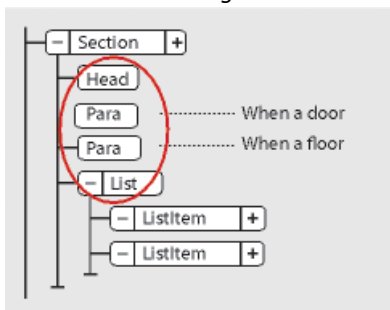 − Section +
Head
Para When a door
Para When a floor
− List
− ListItem +
− ListItem +